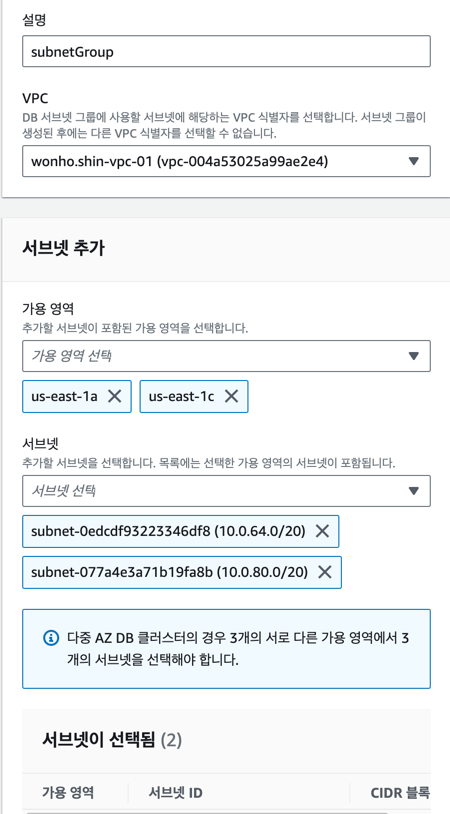 설명
subnetGroup
VPC
DB 서브넷 그룹에 사용할 서브넷에 해당하는 VPC 식별자를 선택합니다. 서브넷 그룹이
생성된 후에는 다른 VPC 식별자를 선택할 수 없습니다.
wonho.shin-vpc-01 (vpc-004a53025a99ae2e4)
서브넷 추가
가용 영역
추가할 서브넷이 포함된 가용 영역을 선택합니다.
가용 영역 선택
us-east-1a
us-east-1c
서브넷
추가할 서브넷을 선택합니다. 목록에는 선택한 가용 영역의 서브넷이 포함됩니다.
서브넷 선택
subnet-0edcdf93223346df8 (10.0.64.0/20)
subnet-077a4e3a71b19fa8b (10.0.80.0/20)
다중 AZ DB 클러스터의 경우 3개의 서로 다른 가용 영역에서 3
개의 서브넷을 선택해야 합니다.
서브넷이 선택됨 (2)
가용 영역 서브넷 ID CIDR 블록